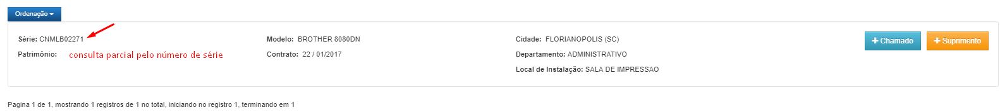 Ordenação
Série: CNMLB02271
Patrimônio: consulta parcial pelo número de série
Modelo: BROTHER 8080DN
Contrato: 22 / 01/2017
Cidade: FLORIANOPOLIS (SC)
Departamento: ADMINISTRATIVO
Local de Instalação: SALA DE IMPRESSAO
+ Chamado
+ Suprimento
Pagina 1 de 1, mostrando 1 registros de 1 no total, iniciando no registro 1, terminando em 1